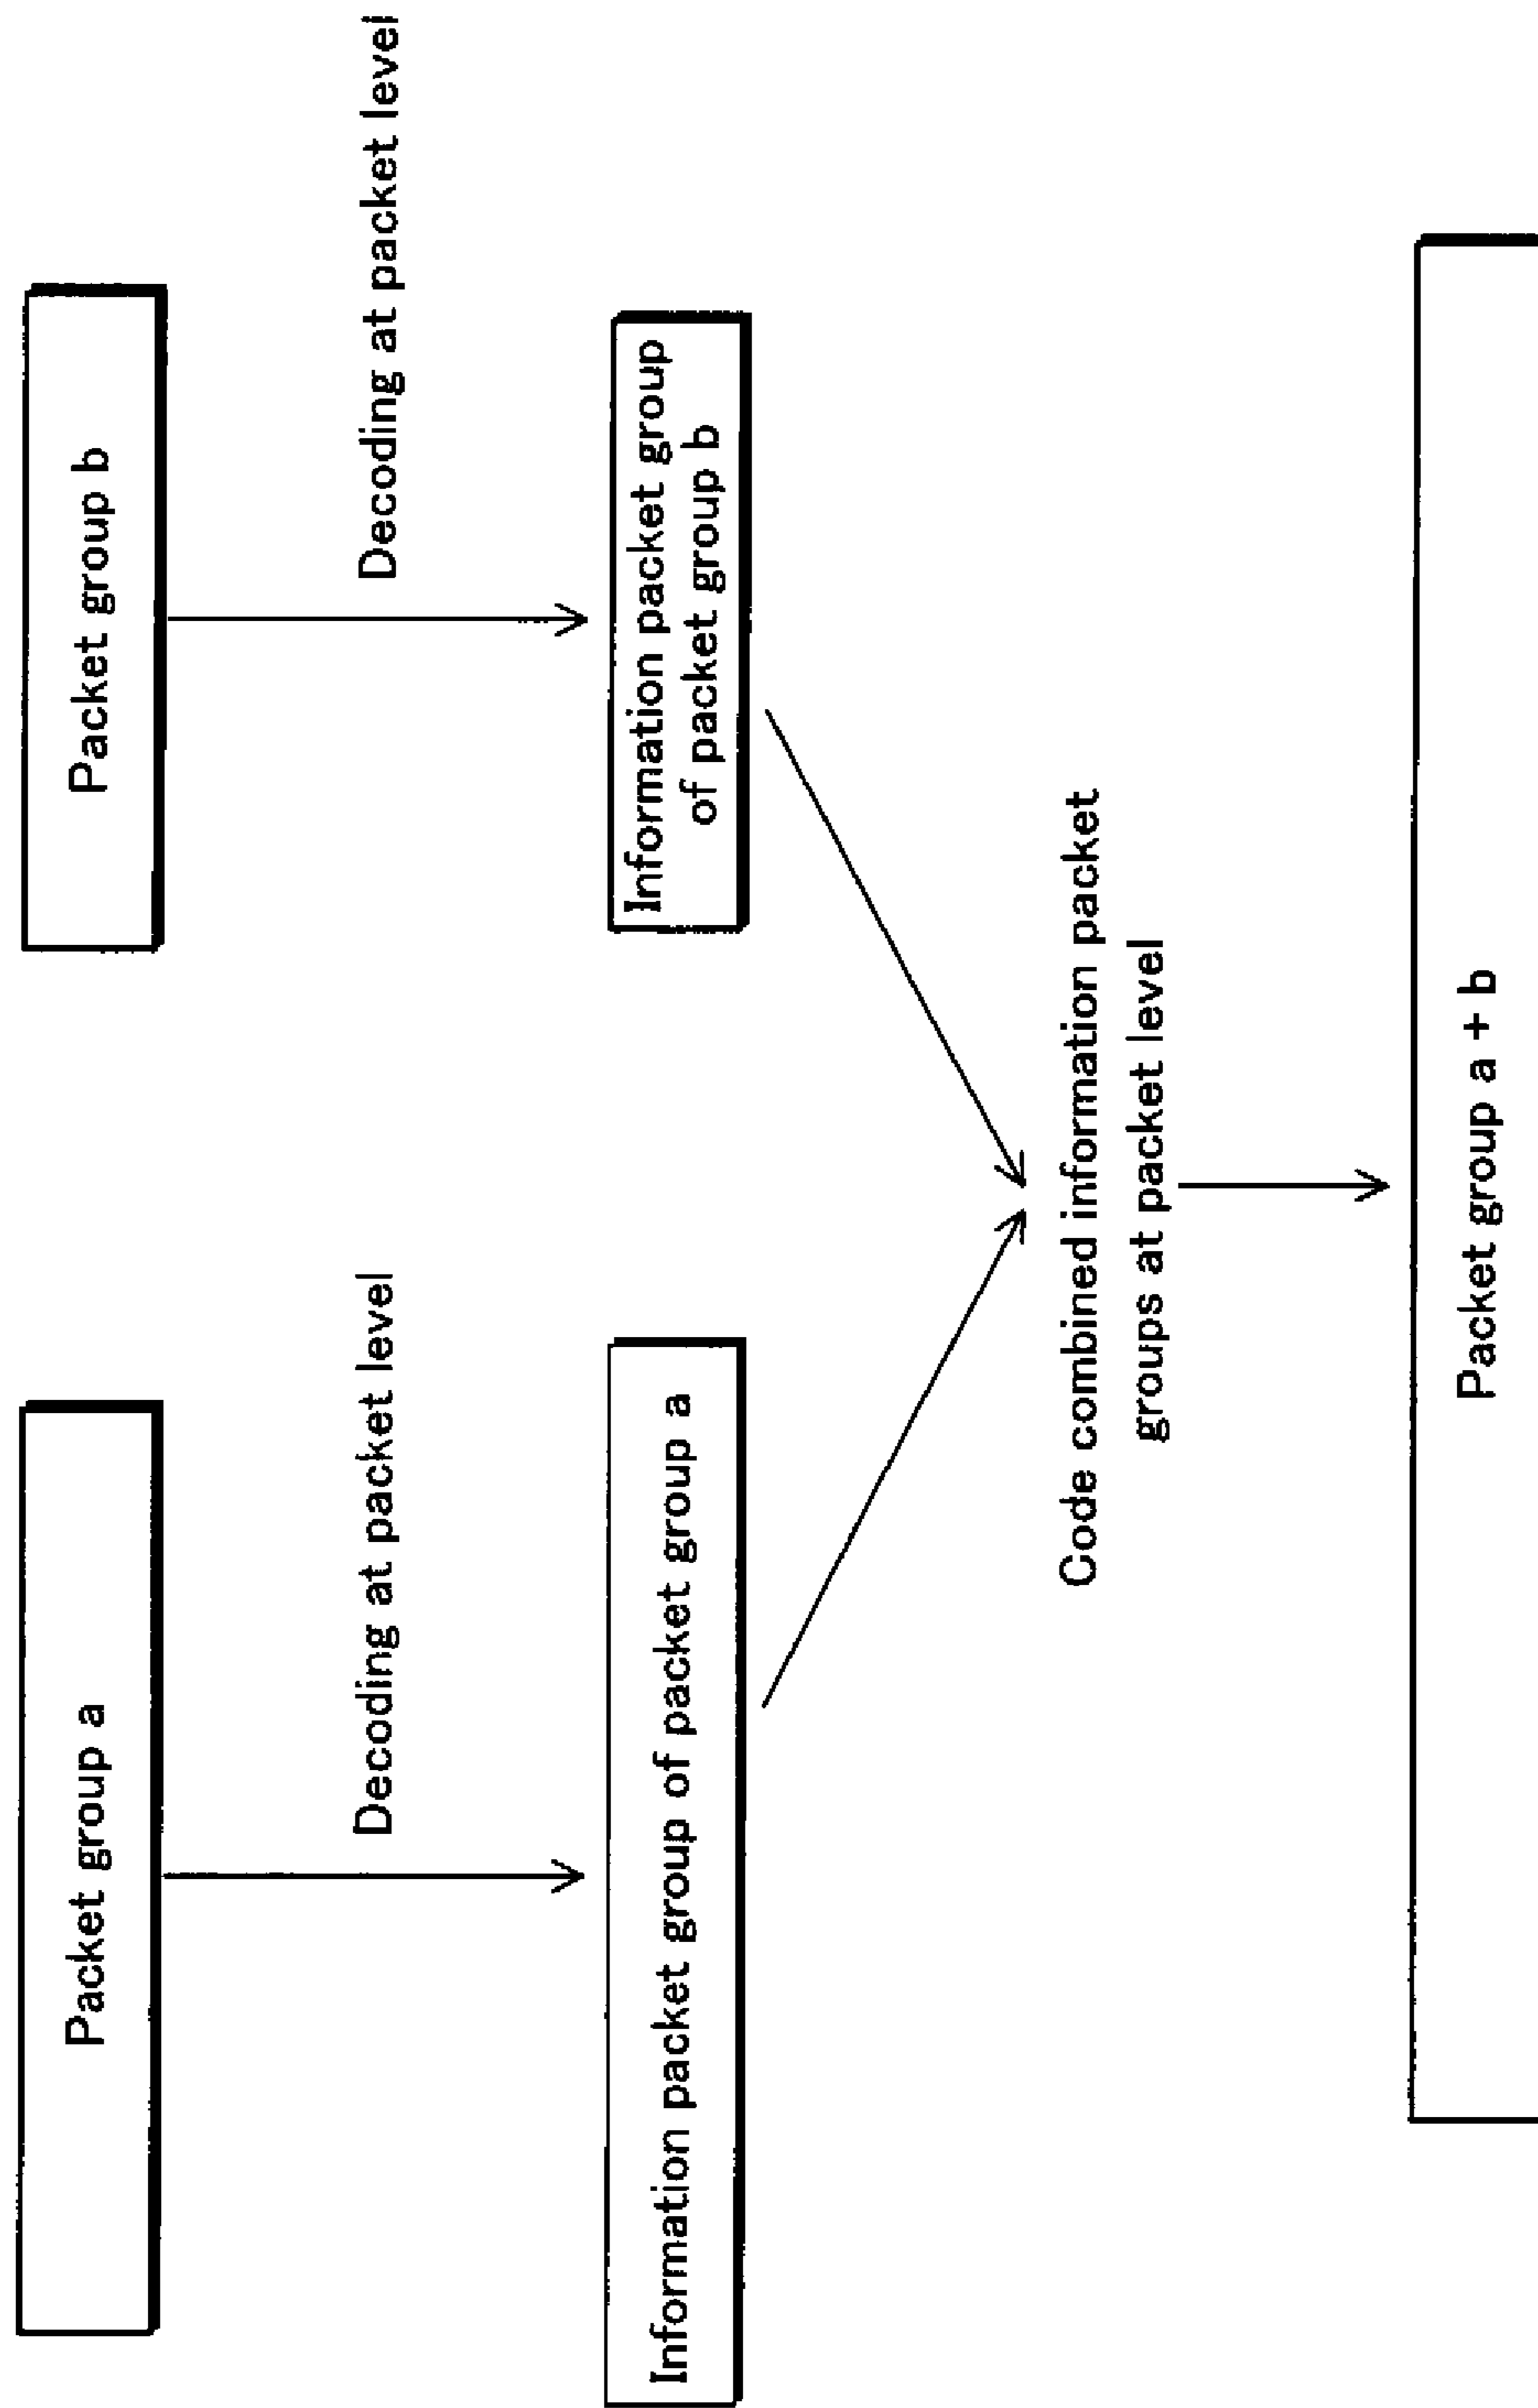 Packet group a
Packet group b
Decoding at packet level
Decoding at packet level
Information packet group of packet group a
Information packet group
of packet group b
Code combined information packet
groups at packet level
Packet group a + b